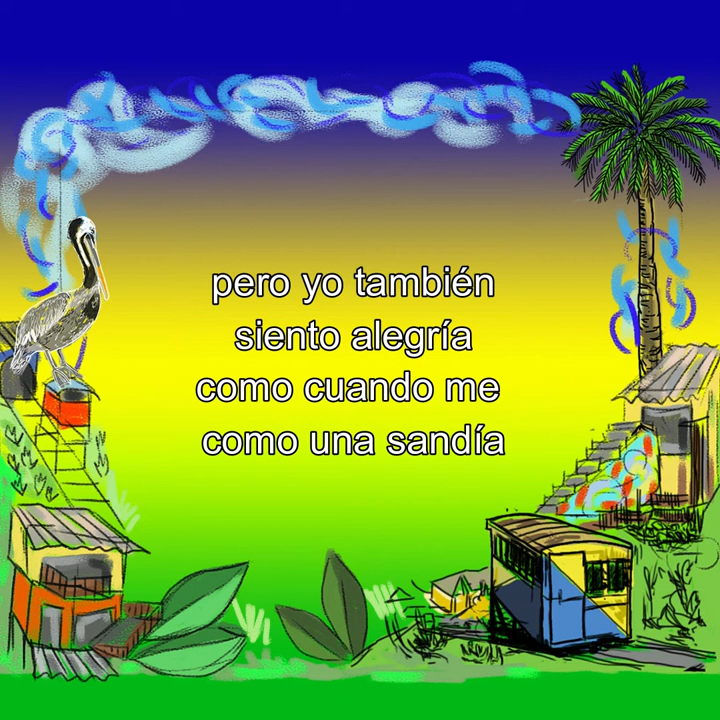 pero yo también
siento alegría
como cuando me
como una sandía